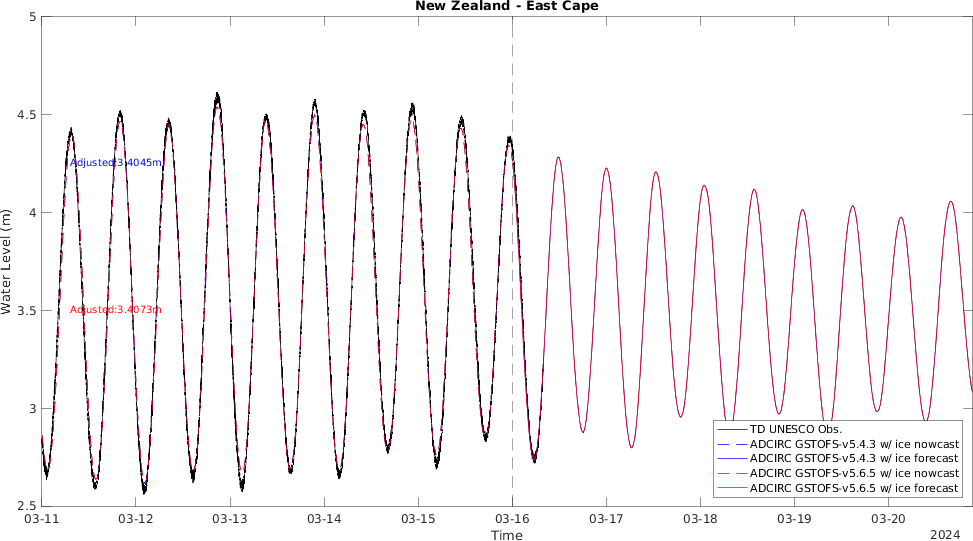 New Zealand - East Cape
5
4.5
4
3.5
3
2.5
Water Level (m)
Adjusted:3.4045m
Adjusted:3.4073m
TD UNESCO Obs.
ADCIRC GSTOFS-v5.4.3 w/ ice nowcast
ADCIRC GSTOFS-v5.4.3 w/ ice forecast
ADCIRC GSTOFS-v5.6.5 w/ ice nowcast
ADCIRC GSTOFS-v5.6.5 w/ ice forecast
03-11 03-12 03-13 03-14 03-15 03-16 03-17 03-18 03-19 03-20
Time
2024